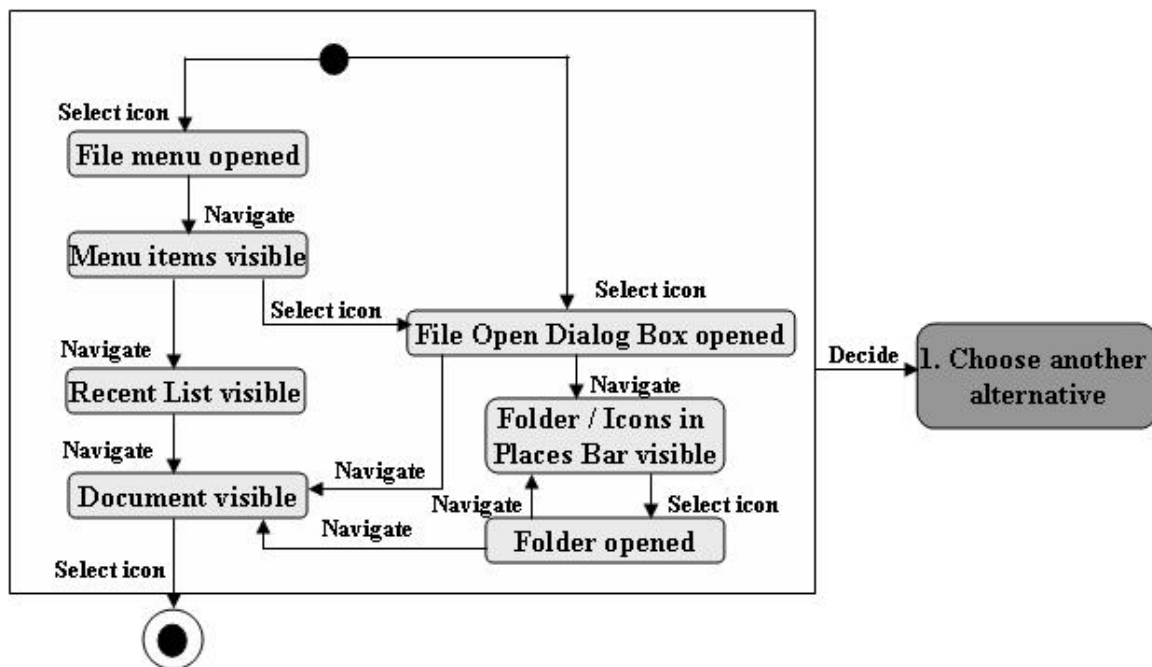 Select icon
File menu opened
Navigate
Menu items visible
Select icon
Select icon
File Open Dialog Box opened
Navigate
Recent List visible
Navigate
Folder / Icons in
Places Bar visible
Navigate
Document visible
Navigate
Navigate
Select icon
Navigate
Folder opened
Select icon
Decide
1. Choose another
alternative